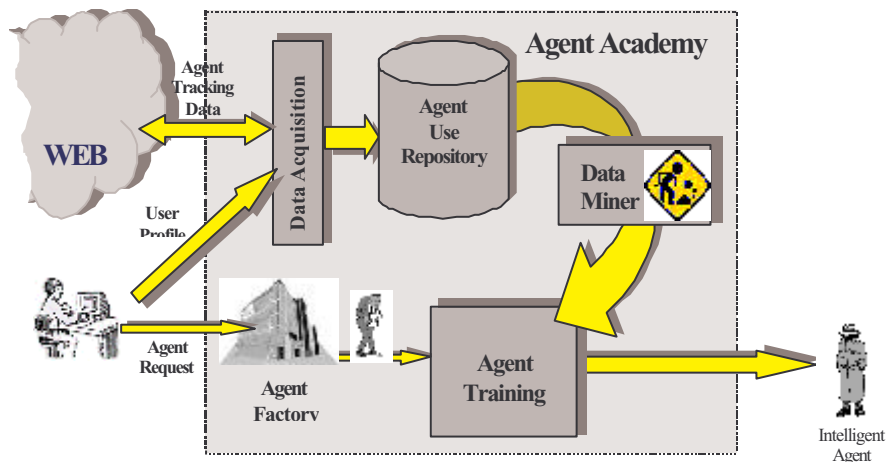 Agent Academy
Agent
Tracking
Data
WEB
Data Acquisition
Agent
Use
Repository
Data
Miner
User
Profile
Agent
Request
Agent
Factory
Agent
Training
Intelligent
Agent